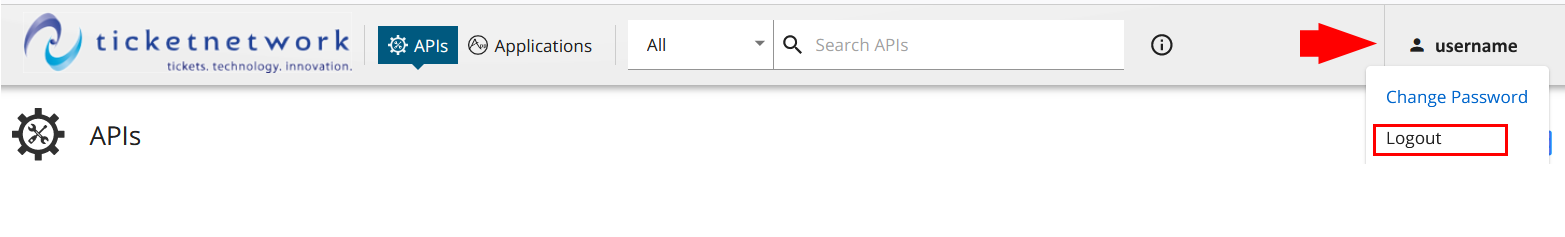 ticketnetwork
tickets. technology. innovation.
APIs
Applications
All
Search APIs
username
Change Password
Logout
APIs